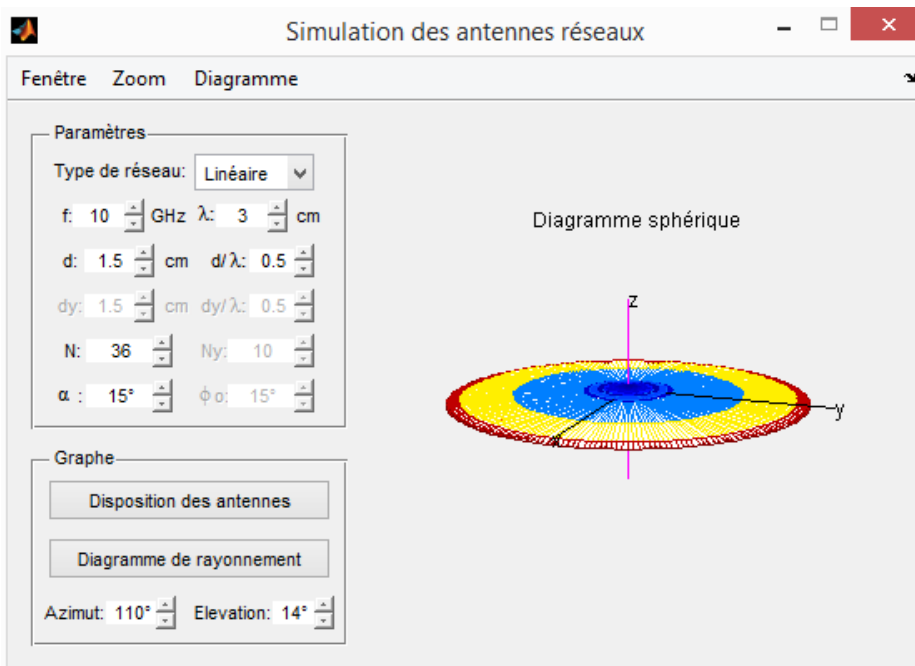 Simulation des antennes réseaux
Fenêtre Zoom Diagramme
Paramètres
Type de réseau: Linéaire
f: 10 GHz λ: 3 cm
d: 1.5 cm d/λ: 0.5
dy: 1.5 cm dy/λ: 0.5
N: 36 Ny: 10
α : 15° ϕo: 15°
Graphe
Disposition des antennes
Diagramme de rayonnement
Azimut: 110° Elevation: 14°
Diagramme sphérique
z
y
x